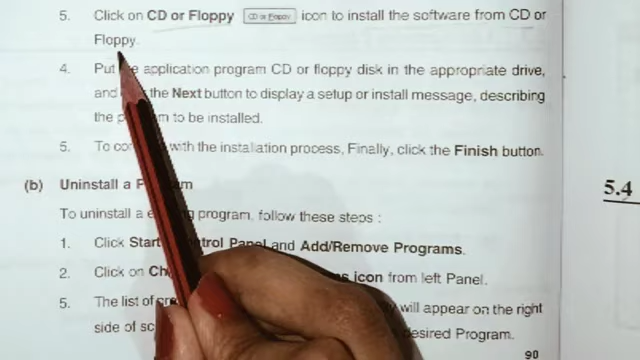 5. Click on CD or Floppy CD or Floppy icon to install the software from CD or
Floppy.
4. Put the application program CD or floppy disk in the appropriate drive,
and the Next button to display a setup or install message, describing
the to be installed.
5. To with the installation process, Finally, click the Finish button.
(b) Uninstall a
To uninstall a program, follow these steps :
1. Click Start Panel and Add/Remove Programs.
2. Click on icon from left Panel.
5. The list of will appear on the right
side of desired Program.
90
5.4